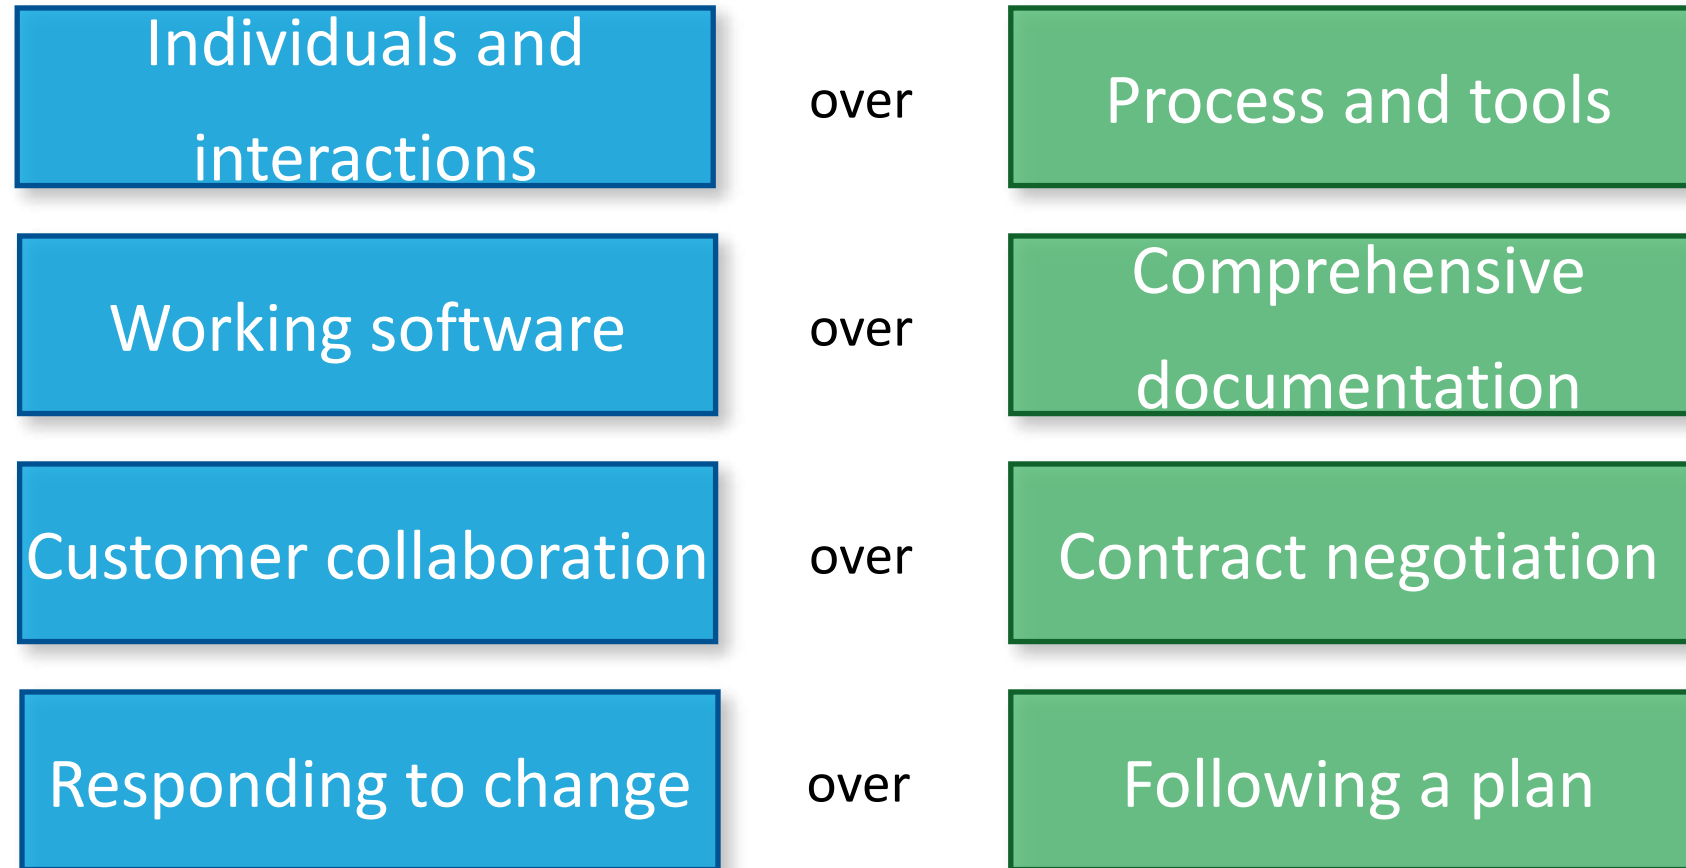 Individuals and
interactions
over
Process and tools
Working software
over
Comprehensive
documentation
Customer collaboration
over
Contract negotiation
Responding to change
over
Following a plan